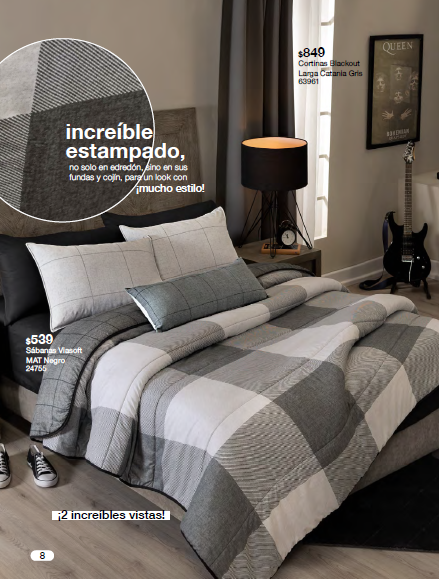 $849
Cortinas Blackout
Larga Catania Gris
63961
QUEEN
increíble
estampado,
no solo en edredón, sino en sus
fundas y cojín, para un look con
¡mucho estilo!
$539
Sábanas Viasoft
MAT Negro
24755
¡2 increibles vistas!
8